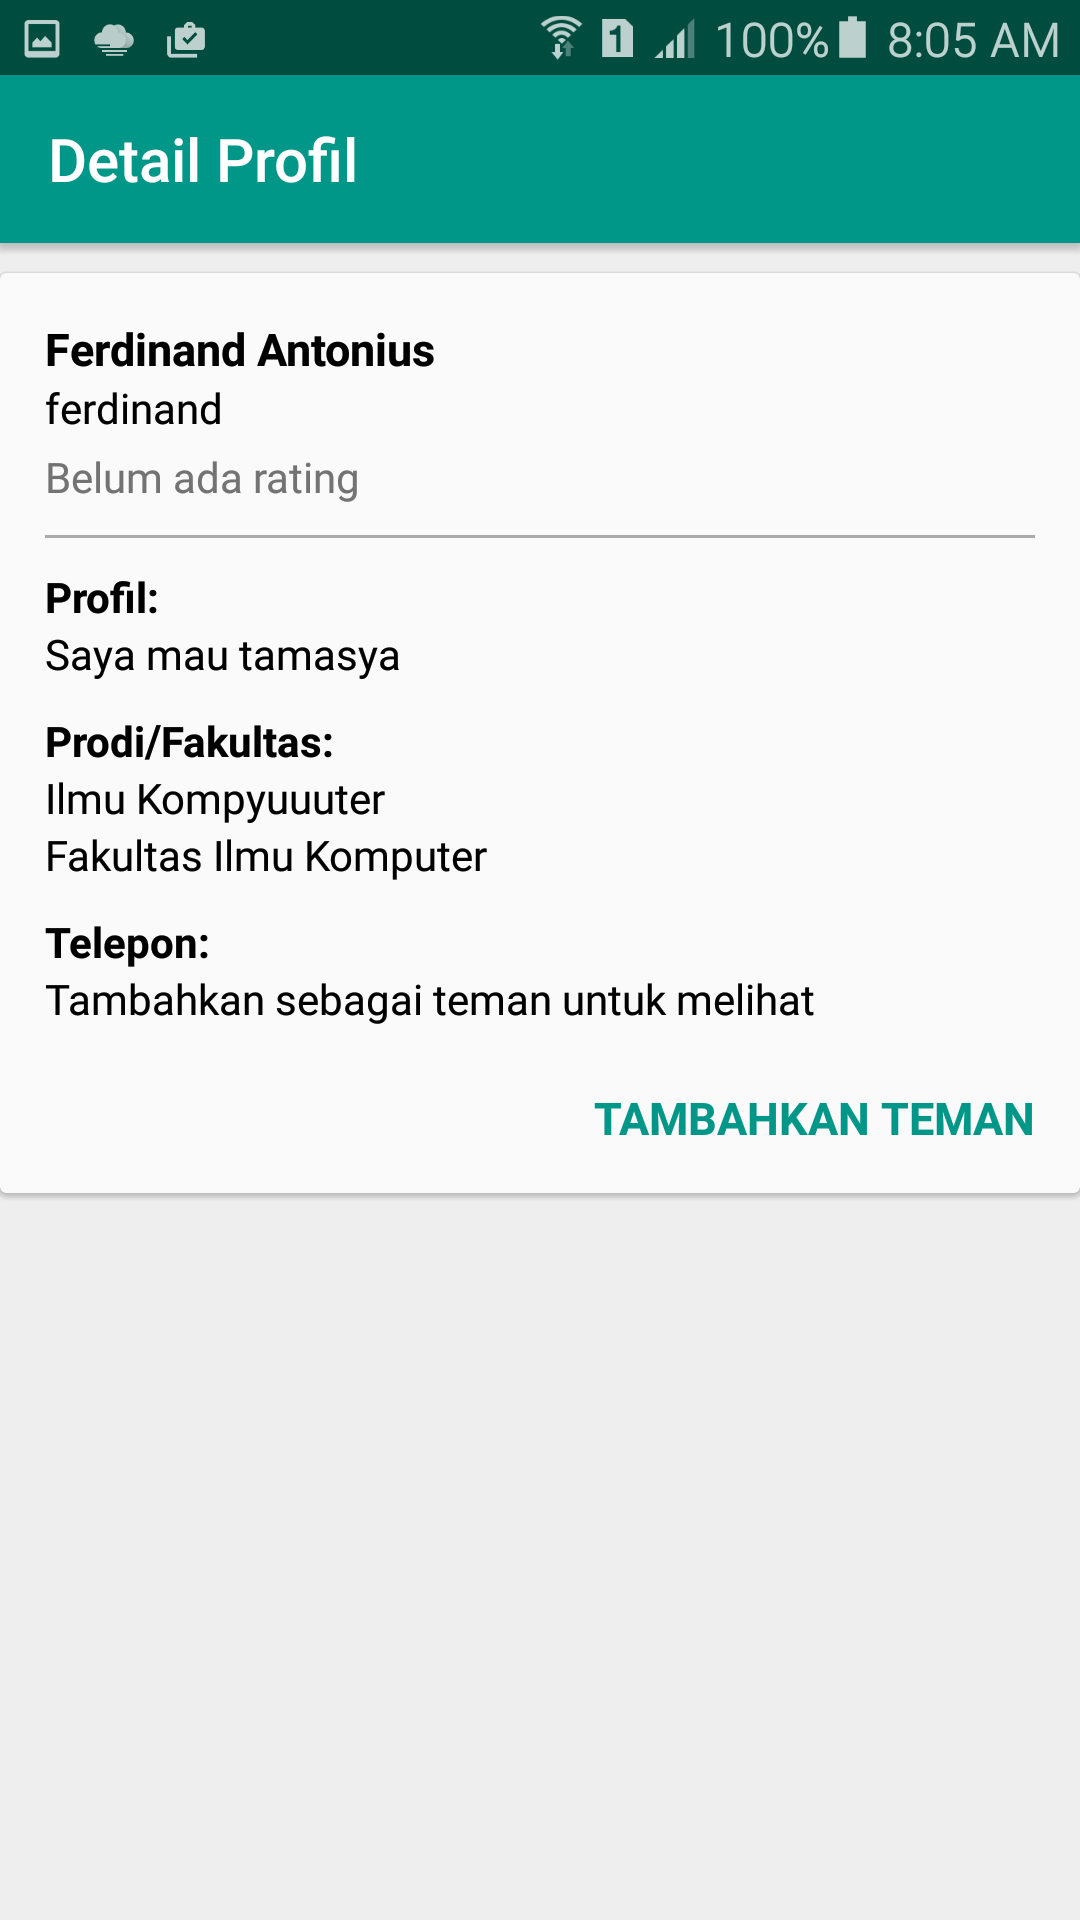 1 100% 8:05 AM
Detail Profil
Ferdinand Antonius
ferdinand
Belum ada rating
Profil:
Saya mau tamasya
Prodi/Fakultas:
Ilmu Kompyuuuter
Fakultas Ilmu Komputer
Telepon:
Tambahkan sebagai teman untuk melihat
TAMBAHKAN TEMAN